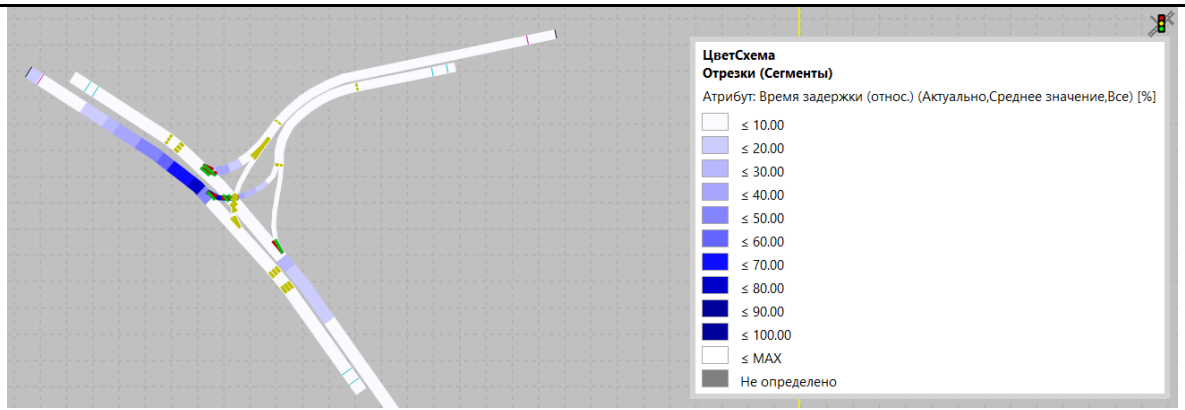 ЦветСхема
Отрезки (Сегменты)
Атрибут: Время задержки (относ.) (Актуально,Среднее значение,Все) [%]
≤ 10.00
≤ 20.00
≤ 30.00
≤ 40.00
≤ 50.00
≤ 60.00
≤ 70.00
≤ 80.00
≤ 90.00
≤ 100.00
≤ MAX
Не определено